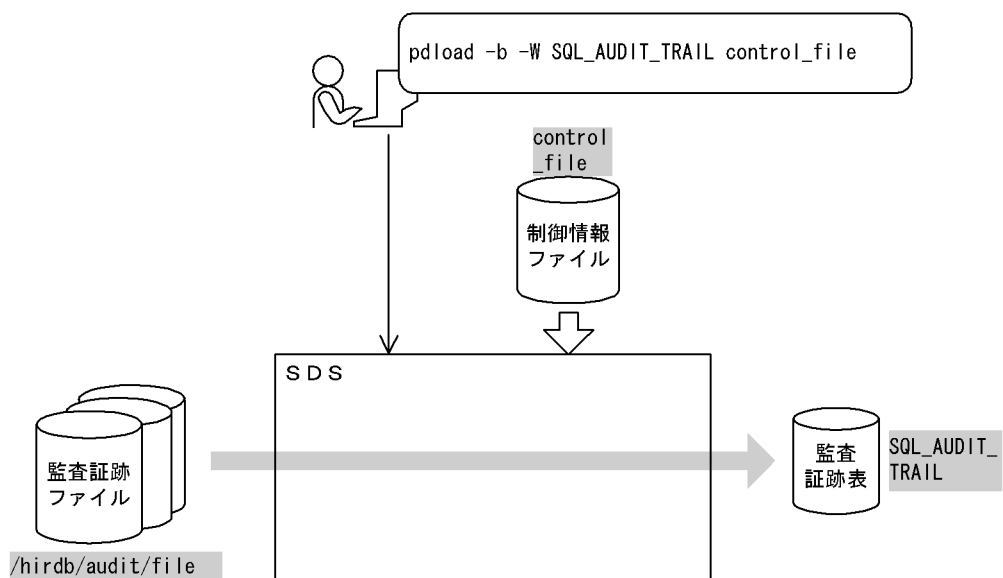 pdload -b -W SQL_AUDIT_TRAIL control_file
control
_file
制御情報
ファイル
ＳＤＳ
監査証跡
ファイル
/hirdb/audit/file
監査
証跡表
SQL_AUDIT_
TRAIL